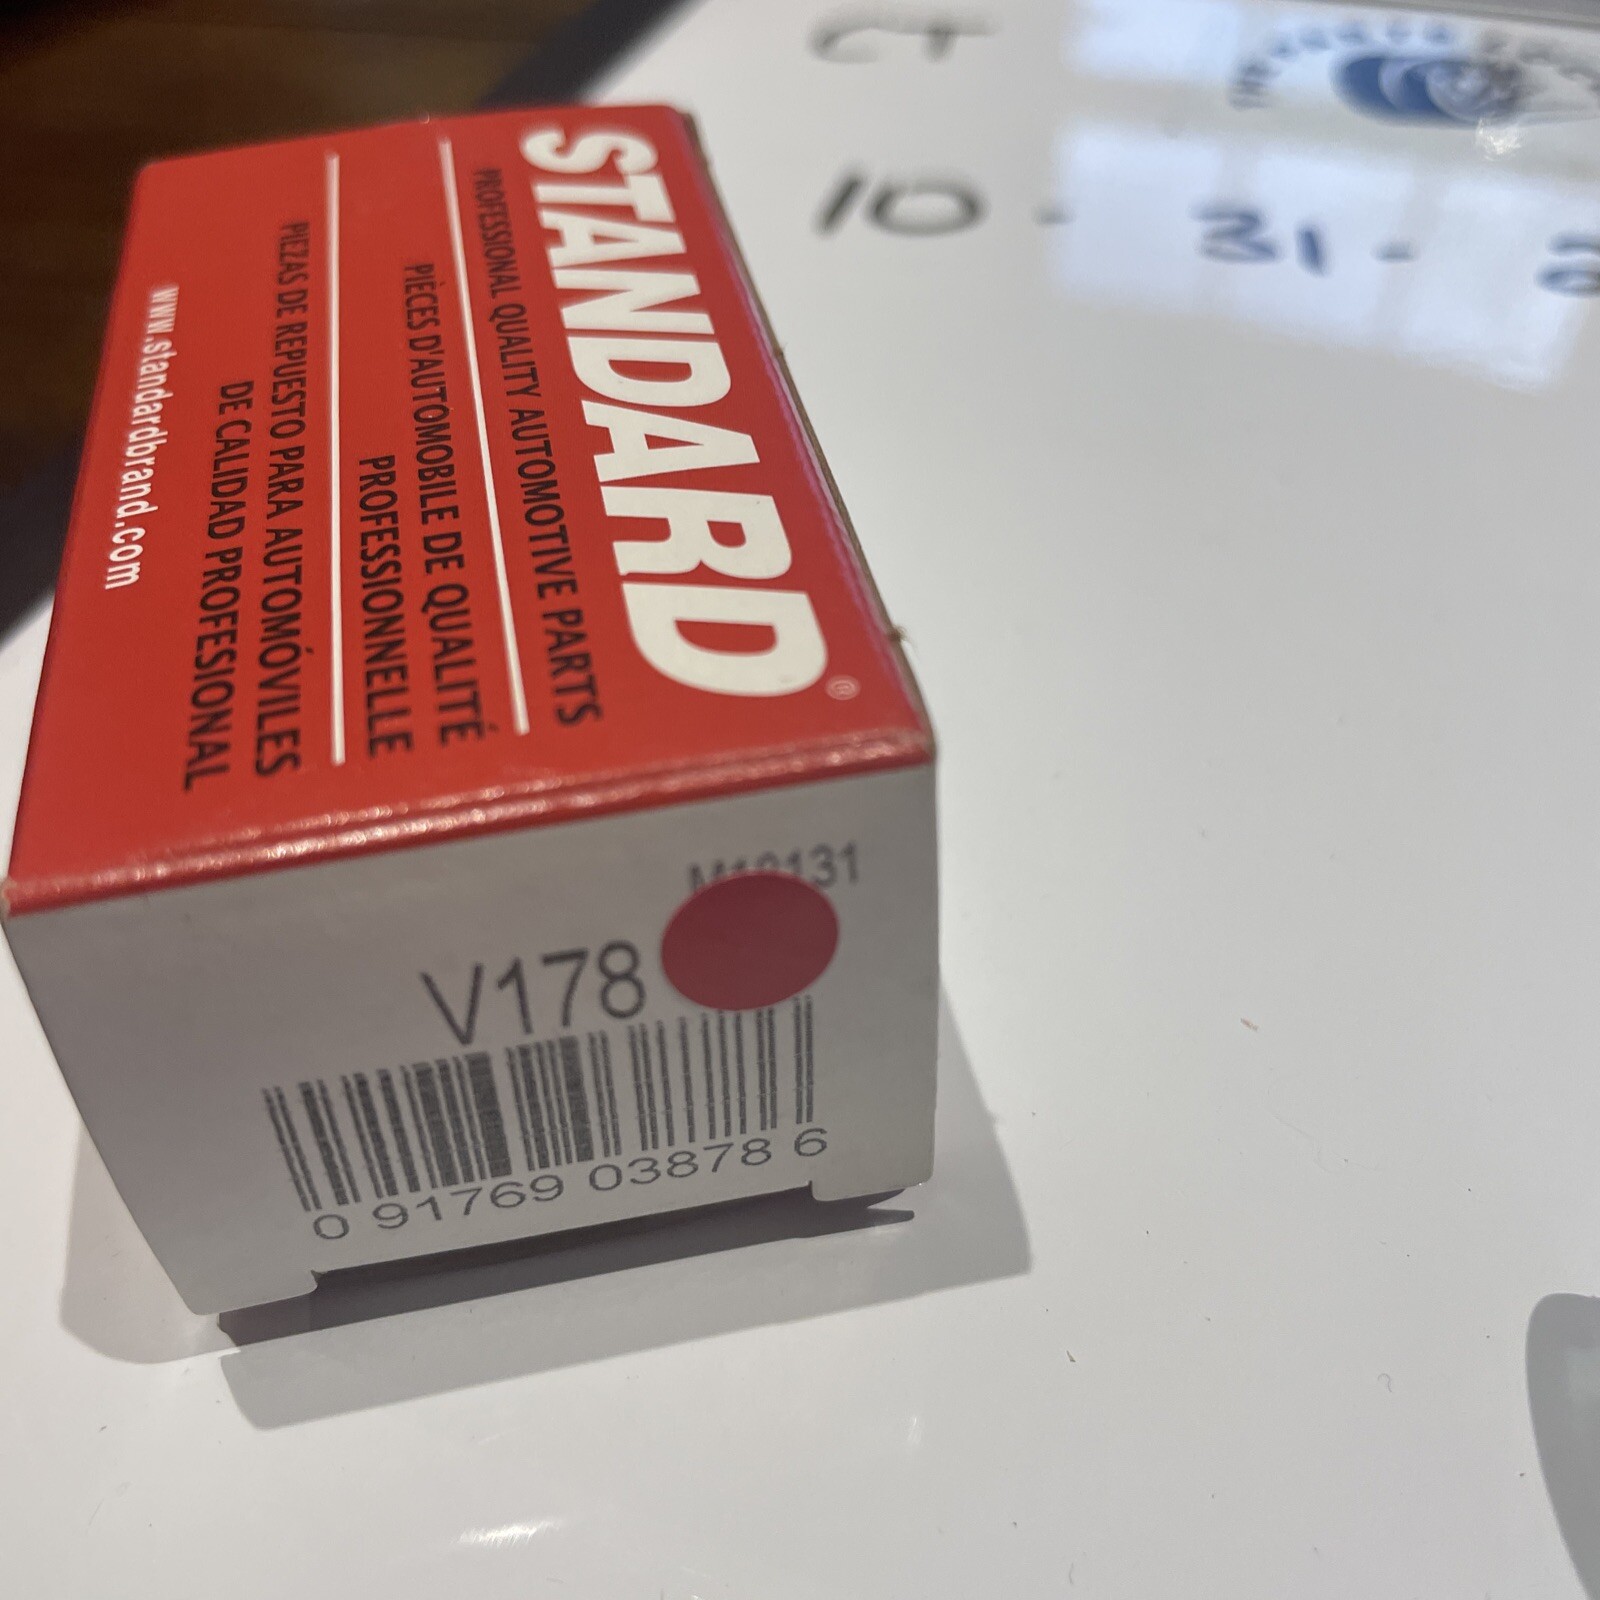 STANDARD®
PROFESSIONAL QUALITY AUTOMOTIVE PARTS
PIÈCES D'AUTOMOBILE DE QUALITÉ
PROFESSIONNELLE
PIEZAS DE REPUESTO PARA AUTOMÓVILES
DE CALIDAD PROFESIONAL
www.standardbrand.com
V178
0 91769 03878 6
10 - 31 -